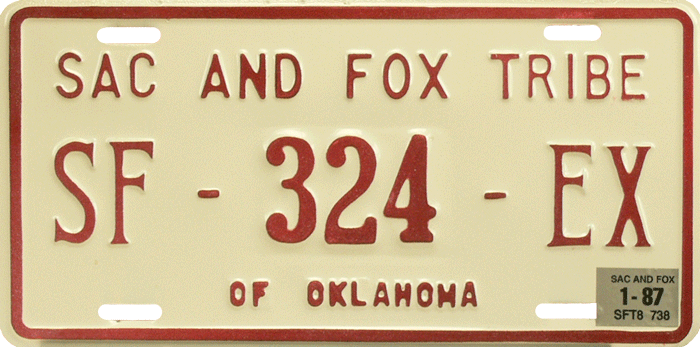 SAC AND FOX TRIBE
SF - 324 - EX
OF OKLAHOMA
SAC AND FOX
1-87
SFT8 738